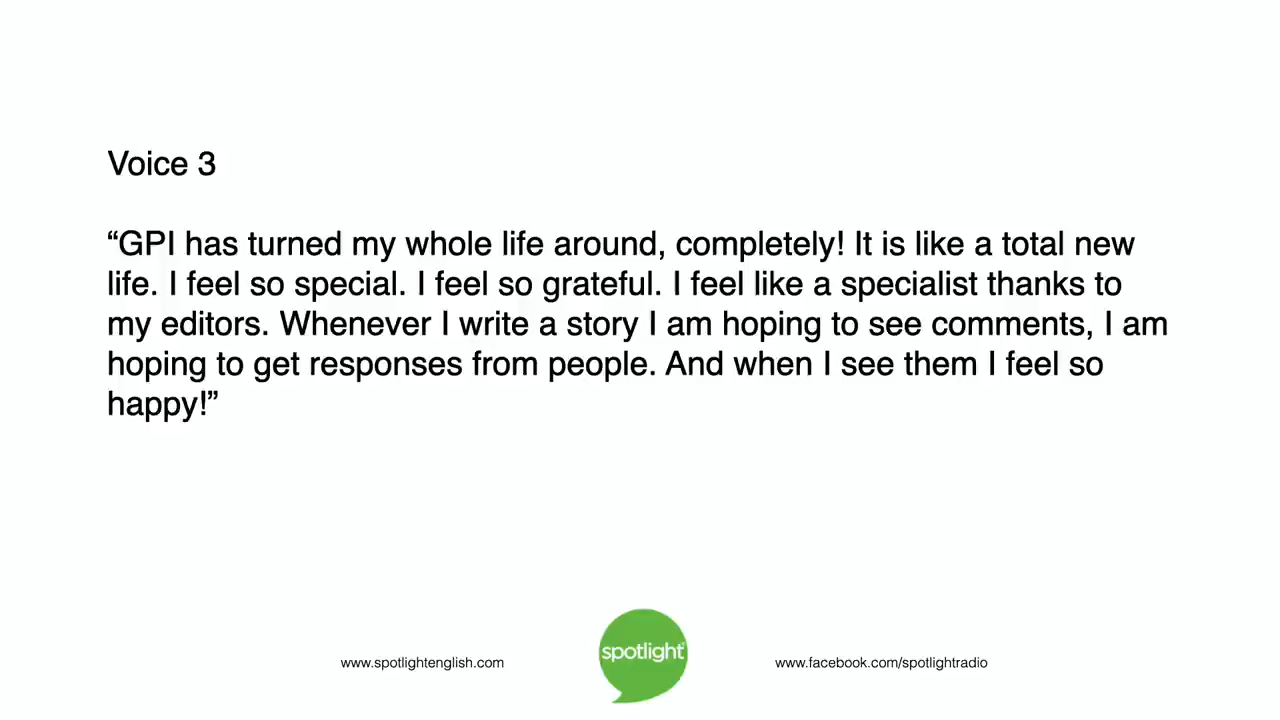 Voice 3
“GPI has turned my whole life around, completely! It is like a total new
life. I feel so special. I feel so grateful. I feel like a specialist thanks to
my editors. Whenever I write a story I am hoping to see comments, I am
hoping to get responses from people. And when I see them I feel so
happy!”
www.spotlightenglish.com
spotlight
www.facebook.com/spotlightradio